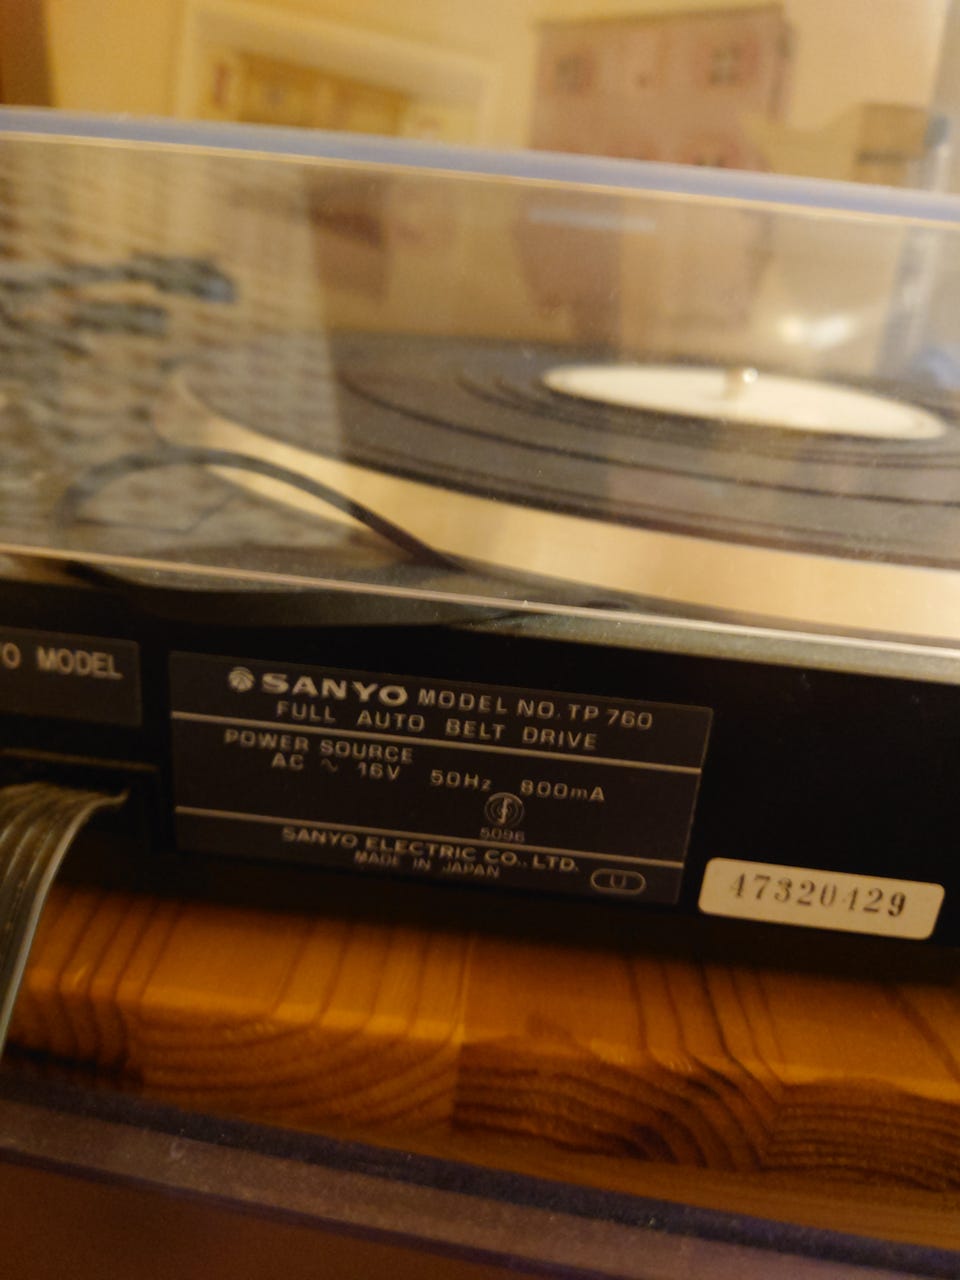 O MODEL
SANYO MODEL NO. TP 760
FULL AUTO BELT DRIVE
POWER SOURCE
AC ~ 16V 50Hz 800mA
5096
SANYO ELECTRIC CO., LTD.
MADE IN JAPAN
U
47320429